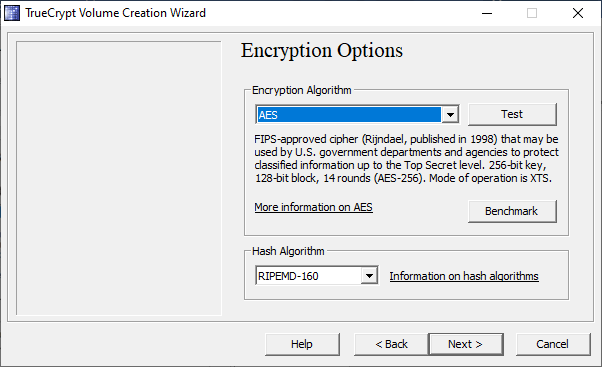 TrueCrypt Volume Creation Wizard
Encryption Options
Encryption Algorithm
AES
Test
FIPS-approved cipher (Rijndael, published in 1998) that may be
used by U.S. government departments and agencies to protect
classified information up to the Top Secret level. 256-bit key,
128-bit block, 14 rounds (AES-256). Mode of operation is XTS.
More information on AES
Benchmark
Hash Algorithm
RIPEMD-160
Information on hash algorithms
Help
< Back
Next >
Cancel